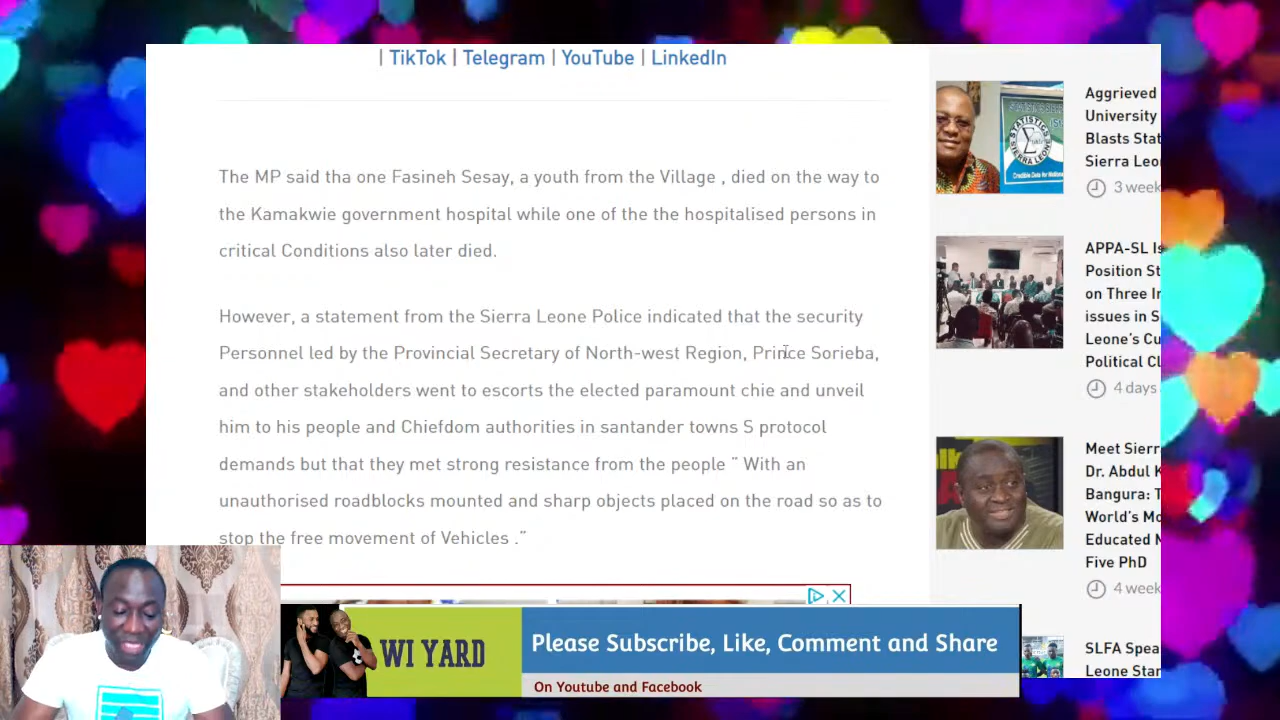 | TikTok | Telegram | YouTube | LinkedIn
The MP said tha one Fasineh Sesay, a youth from the Village , died on the way to
the Kamakwie government hospital while one of the the hospitalised persons in
critical Conditions also later died.
However, a statement from the Sierra Leone Police indicated that the security
Personnel led by the Provincial Secretary of North-west Region, Prince Sorieba,
and other stakeholders went to escorts the elected paramount chie and unveil
him to his people and Chiefdom authorities in santander towns S protocol
demands but that they met strong resistance from the people " With an
unauthorised roadblocks mounted and sharp objects placed on the road so as to
stop the free movement of Vehicles ."
Aggrieved
University
Blasts Stat
Sierra Leo
3 week
APPA-SL Is
Position St
on Three In
issues in S
Leone's Cu
Political Cl
4 days
Meet Sierr
Dr. Abdul K
Bangura: T
World's Mo
Educated N
Five PhD
4 week
SLFA Spea
Leone Star
STATISTICS SIERRA LEONE
WI YARD
Please Subscribe, Like, Comment and Share
On Youtube and Facebook